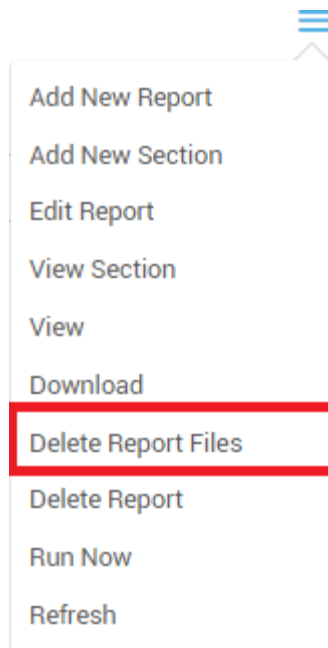 Add New Report
Add New Section
Edit Report
View Section
View
Download
Delete Report Files
Delete Report
Run Now
Refresh